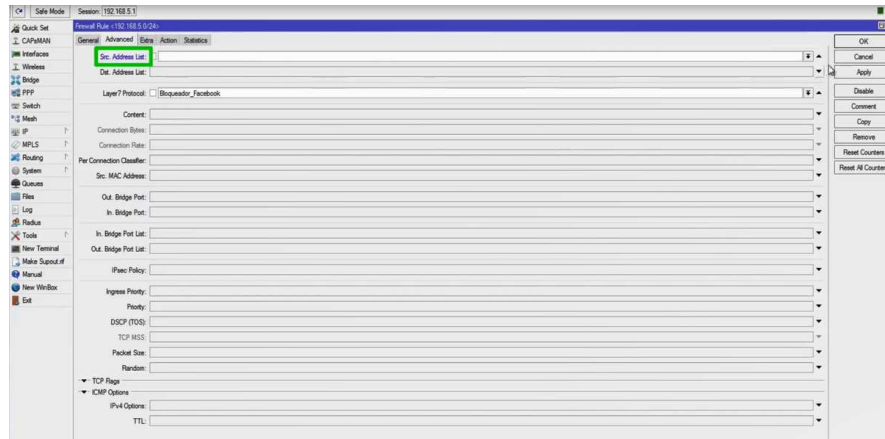 Safe Mode Session: 192.168.5.1
Quick Set
CAPsMAN
Interfaces
Wireless
Bridge
PPP
Switch
Mesh
IP
MPLS
Routing
System
Queues
Files
Log
Radius
Tools
New Terminal
Make Supout.rif
Manual
New WinBox
Exit
Firewall Rule <192.168.5.0/24>
General Advanced Extra Action Statistics
Src. Address List:
Dst. Address List:
Layer7 Protocol: Bloqueador_Facebook
Content:
Connection Bytes:
Connection Rate:
Per Connection Classifier:
Src. MAC Address:
Out. Bridge Port:
In. Bridge Port:
In. Bridge Port List:
Out. Bridge Port List:
IPsec Policy:
Ingress Priority:
Priority:
DSCP (TOS):
TCP MSS:
Packet Size:
Random:
TCP Flags
ICMP Options
IPv4 Options:
TTL:
OK
Cancel
Apply
Disable
Comment
Copy
Remove
Reset Counters
Reset All Counter